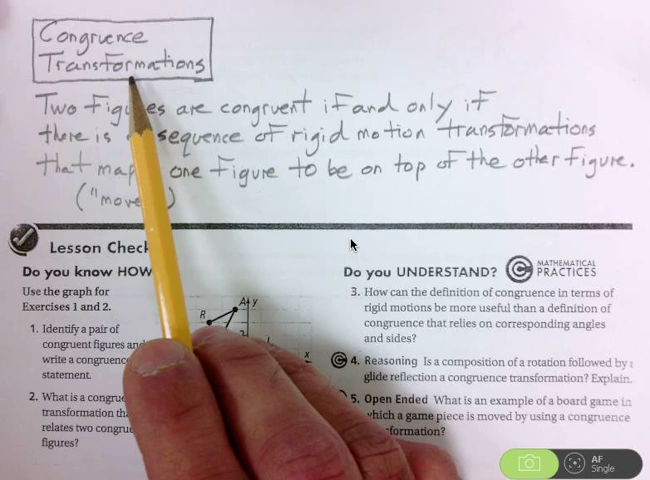 Congruence
Transformations
Two figures are congruent if and only if
there is sequence of rigid motion transformations
that map one figure to be on top of the other figure.
("move")
Lesson Check
Do you know HOW
Use the graph for
Exercises 1 and 2.
1. Identify a pair of
congruent figures and
write a congruence
statement.
2. What is a
transformation
relates two
figures?
R
A
y
2
x
Do you UNDERSTAND?
MATHEMATICAL
PRACTICES
3. How can the definition of congruence in terms of
rigid motions be more useful than a definition of
congruence that relies on corresponding angles
and sides?
4. Reasoning Is a composition of a rotation followed by a
glide reflection a congruence transformation? Explain.
5. Open Ended What is an example of a board game in
which a game piece is moved by using a congruence
transformation?
AF
Single